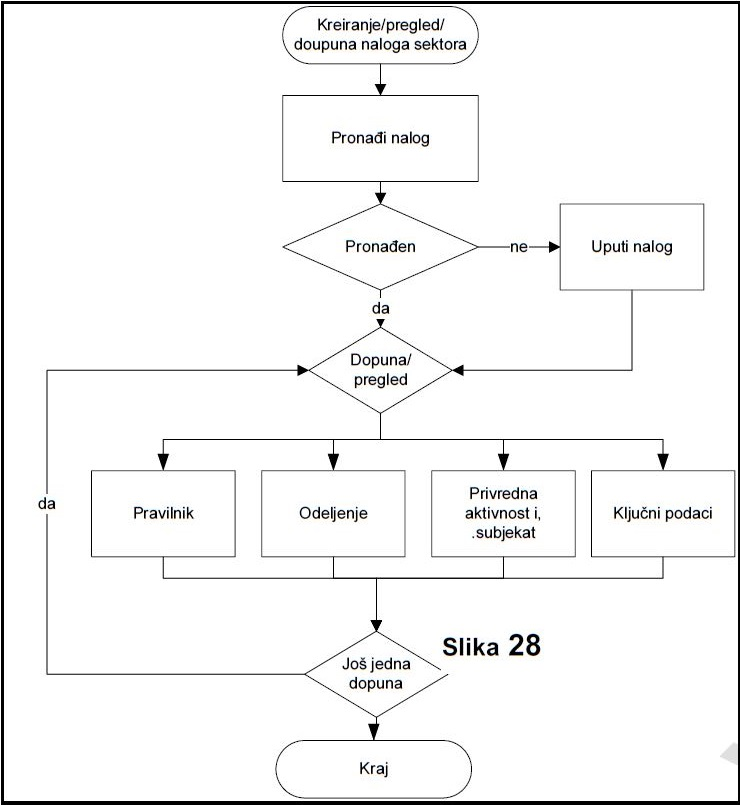 Kreiranje/pregled/
doupuna naloga sektora
Pronađi nalog
Pronađen
ne
Uputi nalog
da
Dopuna/
pregled
da
Pravilnik
Odeljenje
Privredna
aktivnost i,
.subjekat
Ključni podaci
Slika 28
Još jedna
dopuna
Kraj